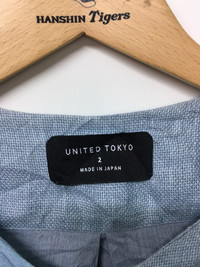 HANSHIN Tigers
UNITED TOKYO
2
MADE IN JAPAN